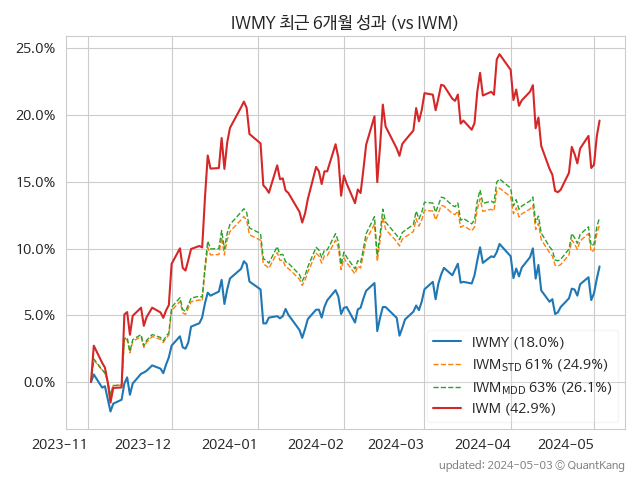 IWMY 최근 6개월 성과 (vs IWM)
25.0%
20.0%
15.0%
10.0%
5.0%
0.0%
IWMY (18.0%)
IWM_STD 61% (24.9%)
IWM_MDD 63% (26.1%)
IWM (42.9%)
2023-11 2023-12 2024-01 2024-02 2024-03 2024-04 2024-05
updated: 2024-05-03 © QuantKang